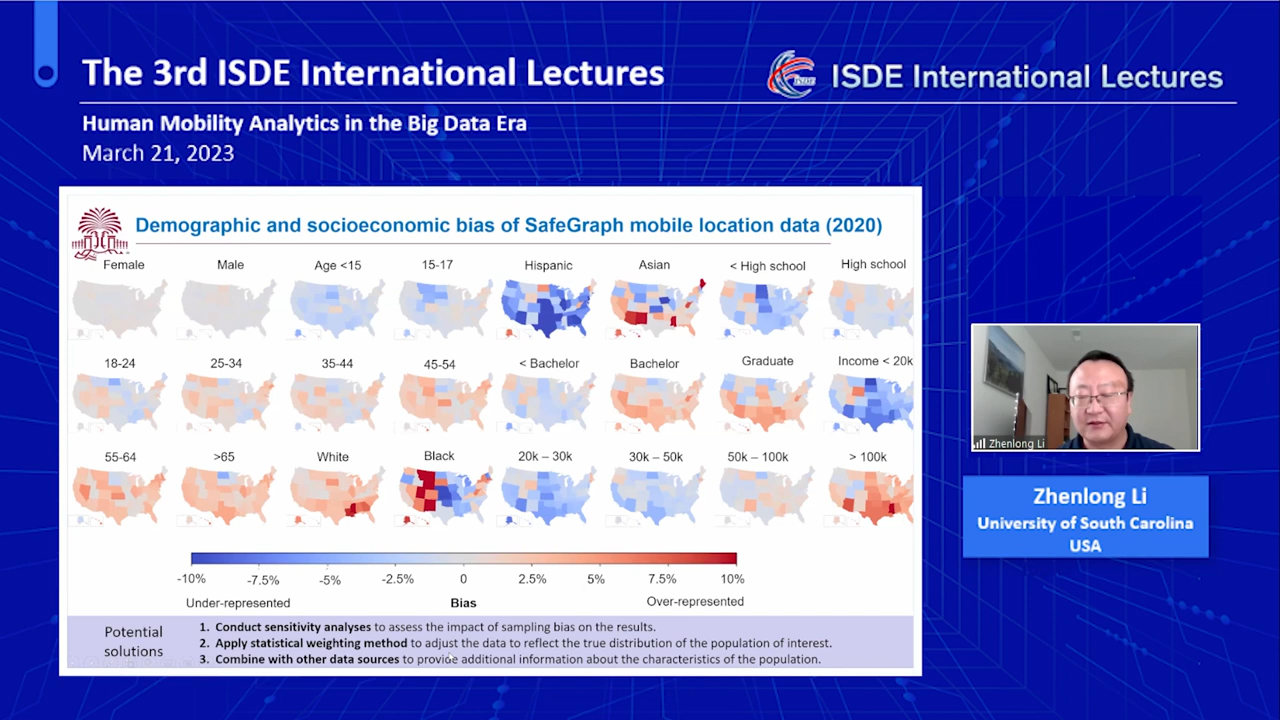 The 3rd ISDE International Lectures
ISDE International Lectures
Human Mobility Analytics in the Big Data Era
March 21, 2023
Demographic and socioeconomic bias of SafeGraph mobile location data (2020)
Female Male Age <15 15-17 Hispanic Asian < High school High school
18-24 25-34 35-44 45-54 < Bachelor Bachelor Graduate Income < 20k
55-64 >65 White Black 20k – 30k 30k – 50k 50k – 100k > 100k
-10% -7.5% -5% -2.5% 0 2.5% 5% 7.5% 10%
Under-represented Bias Over-represented
Potential solutions
1. Conduct sensitivity analyses to assess the impact of sampling bias on the results.
2. Apply statistical weighting method to adjust the data to reflect the true distribution of the population of interest.
3. Combine with other data sources to provide additional information about the characteristics of the population.
Zhenlong Li
Zhenlong Li
University of South Carolina
USA